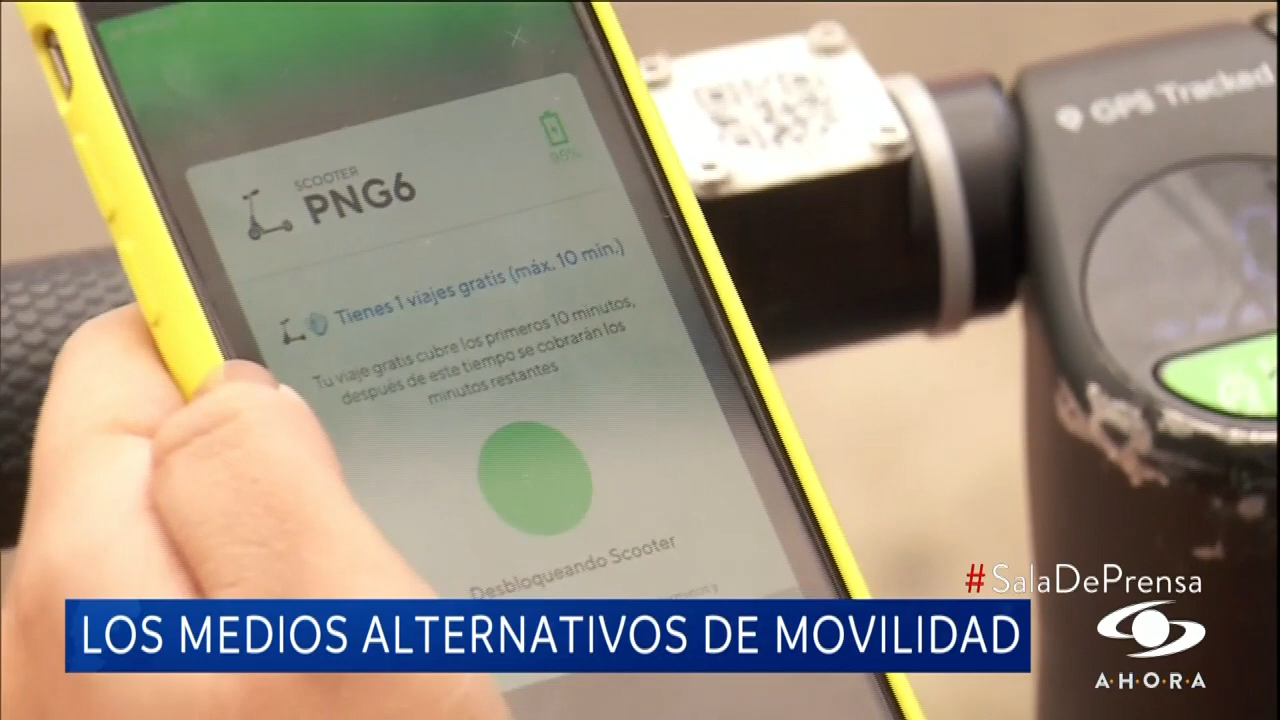 SCOOTER
PNG6
95%
Tienes 1 viajes gratis (máx. 10 min.)
Tu viaje gratis cubre los primeros 10 minutos,
después de este tiempo se cobrarán los
minutos restantes
Desbloqueando Scooter
GPS Tracked
#SalaDePrensa
LOS MEDIOS ALTERNATIVOS DE MOVILIDAD
A·H·O·R·A